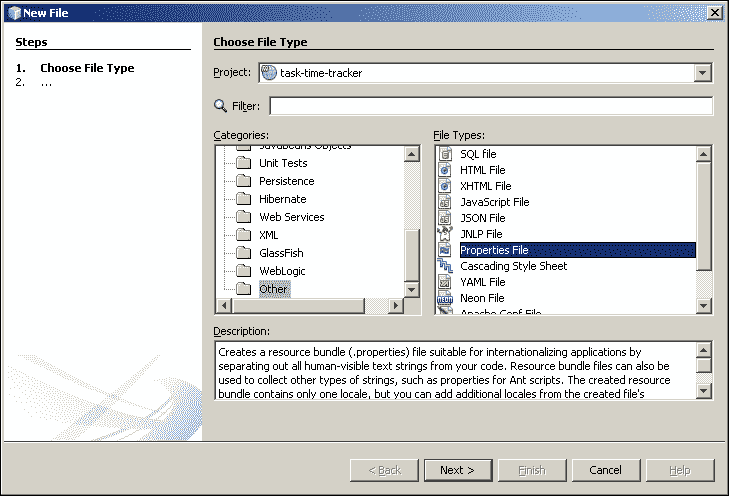 New File
Steps
1. Choose File Type
2. ...
Choose File Type
Project: task-time-tracker
Filter:
Categories:
JavaBeans Objects
Unit Tests
Persistence
Hibernate
Web Services
XML
GlassFish
WebLogic
Other
File Types:
SQL file
HTML File
XHTML File
JavaScript File
JSON File
JNLP File
Properties File
Cascading Style Sheet
YAML File
Neon File
Apache Conf File
Description:
Creates a resource bundle (.properties) file suitable for internationalizing applications by
separating out all human-visible text strings from your code. Resource bundle files can also be
used to collect other types of strings, such as properties for Ant scripts. The created resource
bundle contains only one locale, but you can add additional locales from the created file's
< Back
Next >
Finish
Cancel
Help